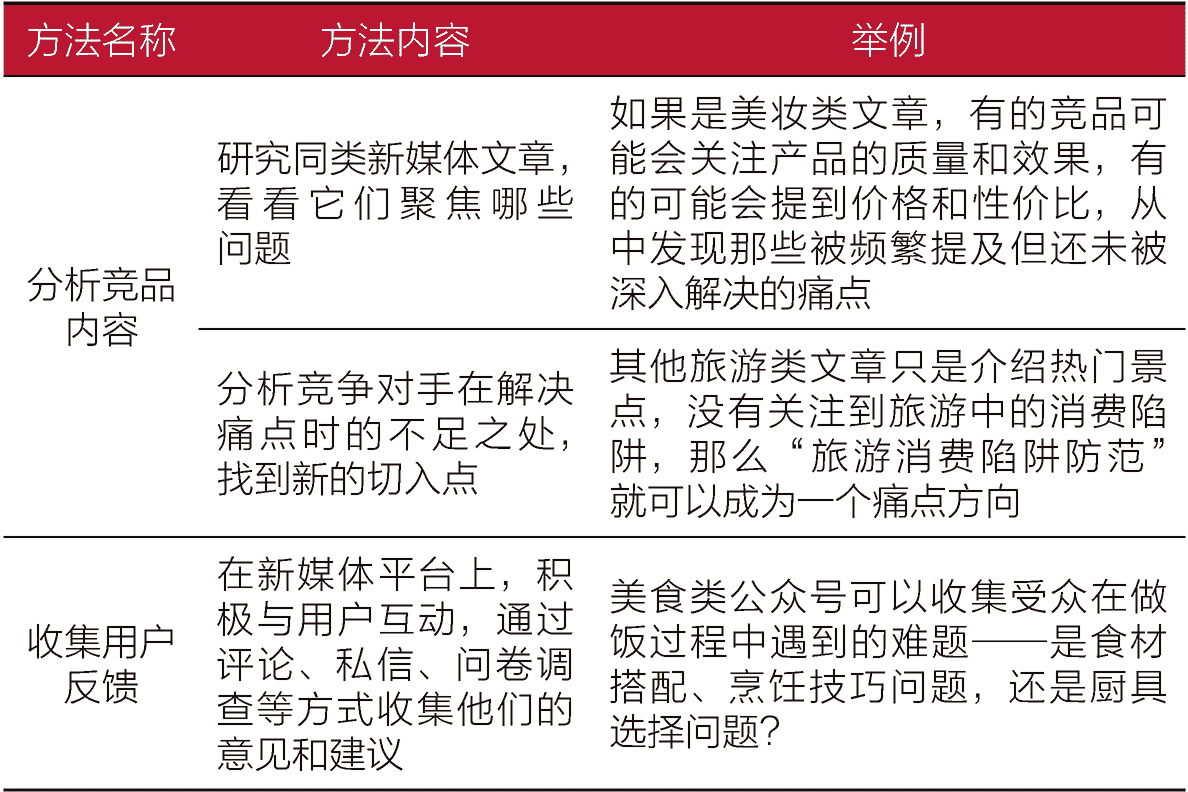 方法名称 方法内容 举例
分析竞品
内容
研究同类新媒体文章，
看看它们聚焦哪些
问题
如果是美妆类文章，有的竞品可
能会关注产品的质量和效果，有
的可能会提到价格和性价比，从
中发现那些被频繁提及但还未被
深入解决的痛点
分析竞争对手在解决
痛点时的不足之处，
找到新的切入点
其他旅游类文章只是介绍热门景
点，没有关注到旅游中的消费陷
阱，那么“旅游消费陷阱防范”
就可以成为一个痛点方向
收集用户
反馈
在新媒体平台上，积
极与用户互动，通过
评论、私信、问卷调
查等方式收集他们的
意见和建议
美食类公众号可以收集受众在做
饭过程中遇到的难题——是食材
搭配、烹饪技巧问题，还是厨具
选择问题？